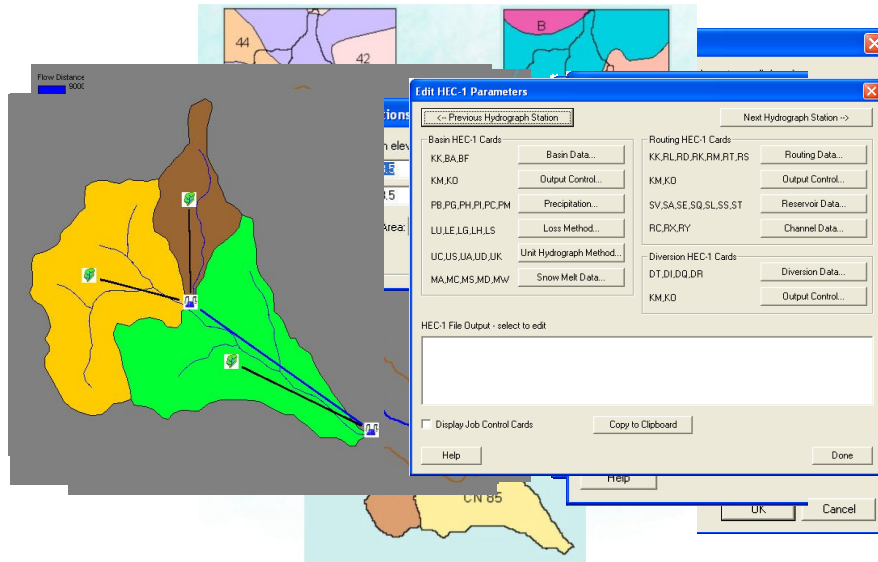 44
42
B
Flow Distance
9000
Edit HEC-1 Parameters
<-- Previous Hydrograph Station
Next Hydrograph Station -->
Basin HEC-1 Cards
KK,BA,BF
Basin Data...
KM,KO
Output Control...
PB,PG,PH,PI,PC,PM
Precipitation...
LU,LE,LG,LH,LS
Loss Method...
UC,US,UA,UD,UK
Unit Hydrograph Method...
MA,MC,MS,MD,MW
Snow Melt Data...
Routing HEC-1 Cards
KK,RL,RD,RK,RM,RT,RS
Routing Data...
KM,KO
Output Control...
SV,SA,SE,SQ,SL,SS,ST
Reservoir Data...
RC,RX,RY
Channel Data...
Diversion HEC-1 Cards
DT,DI,DQ,DR
Diversion Data...
KM,KO
Output Control...
HEC-1 File Output - select to edit
Display Job Control Cards
Copy to Clipboard
Help
Done
Area:
Help
OK
Cancel
CN 85